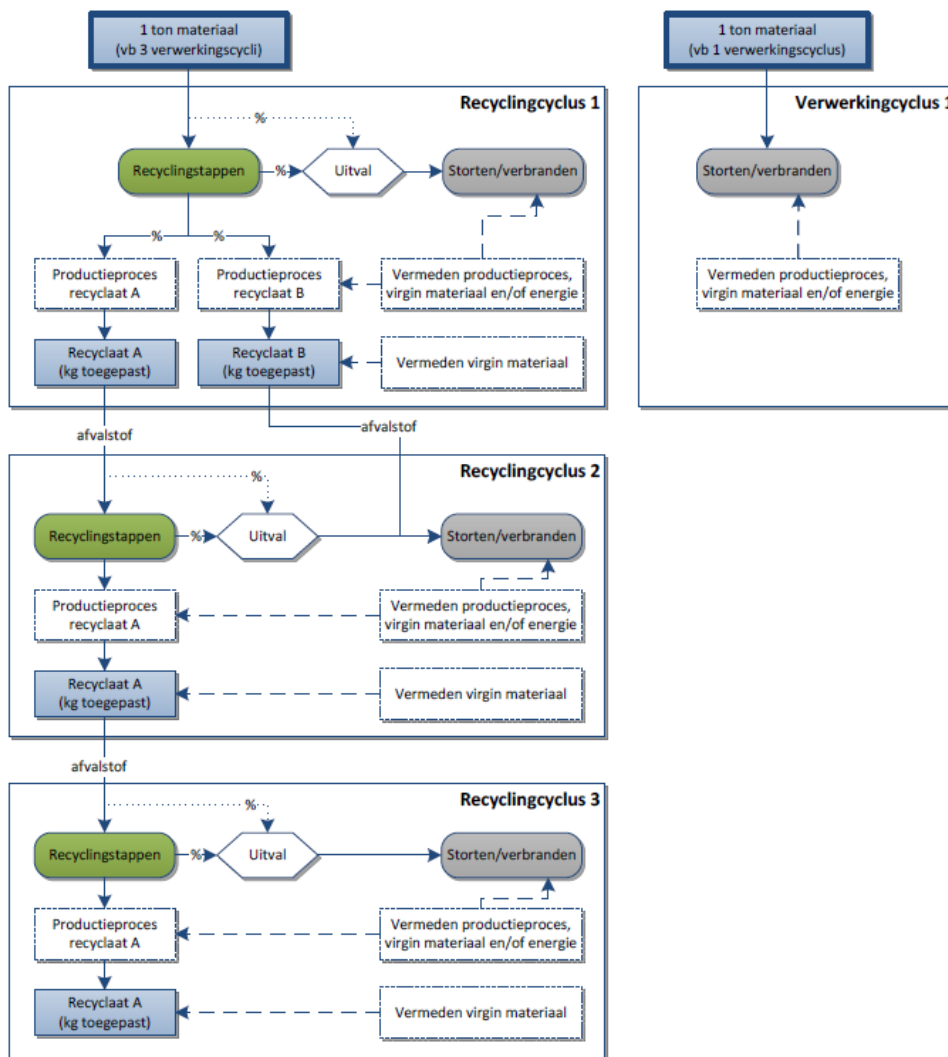 1 ton materiaal
(vb 3 verwerkingscycli)
1 ton materiaal
(vb 1 verwerkingscyclus)
Recyclingcyclus 1
Verwerkingcyclus 1
%
Recyclingstappen
%
Uitval
Storten/verbranden
Storten/verbranden
%
%
Productieproces
recyclaat A
Productieproces
recyclaat B
Vermeden productieproces,
virgin materiaal en/of energie
Vermeden productieproces,
virgin materiaal en/of energie
Recyclaat A
(kg toegepast)
Recyclaat B
(kg toegepast)
Vermeden virgin materiaal
afvalstof
afvalstof
Recyclingcyclus 2
%
Recyclingstappen
%
Uitval
Storten/verbranden
Productieproces
recyclaat A
Vermeden productieproces,
virgin materiaal en/of energie
Recyclaat A
(kg toegepast)
Vermeden virgin materiaal
afvalstof
Recyclingcyclus 3
%
Recyclingstappen
%
Uitval
Storten/verbranden
Productieproces
recyclaat A
Vermeden productieproces,
virgin materiaal en/of energie
Recyclaat A
(kg toegepast)
Vermeden virgin materiaal